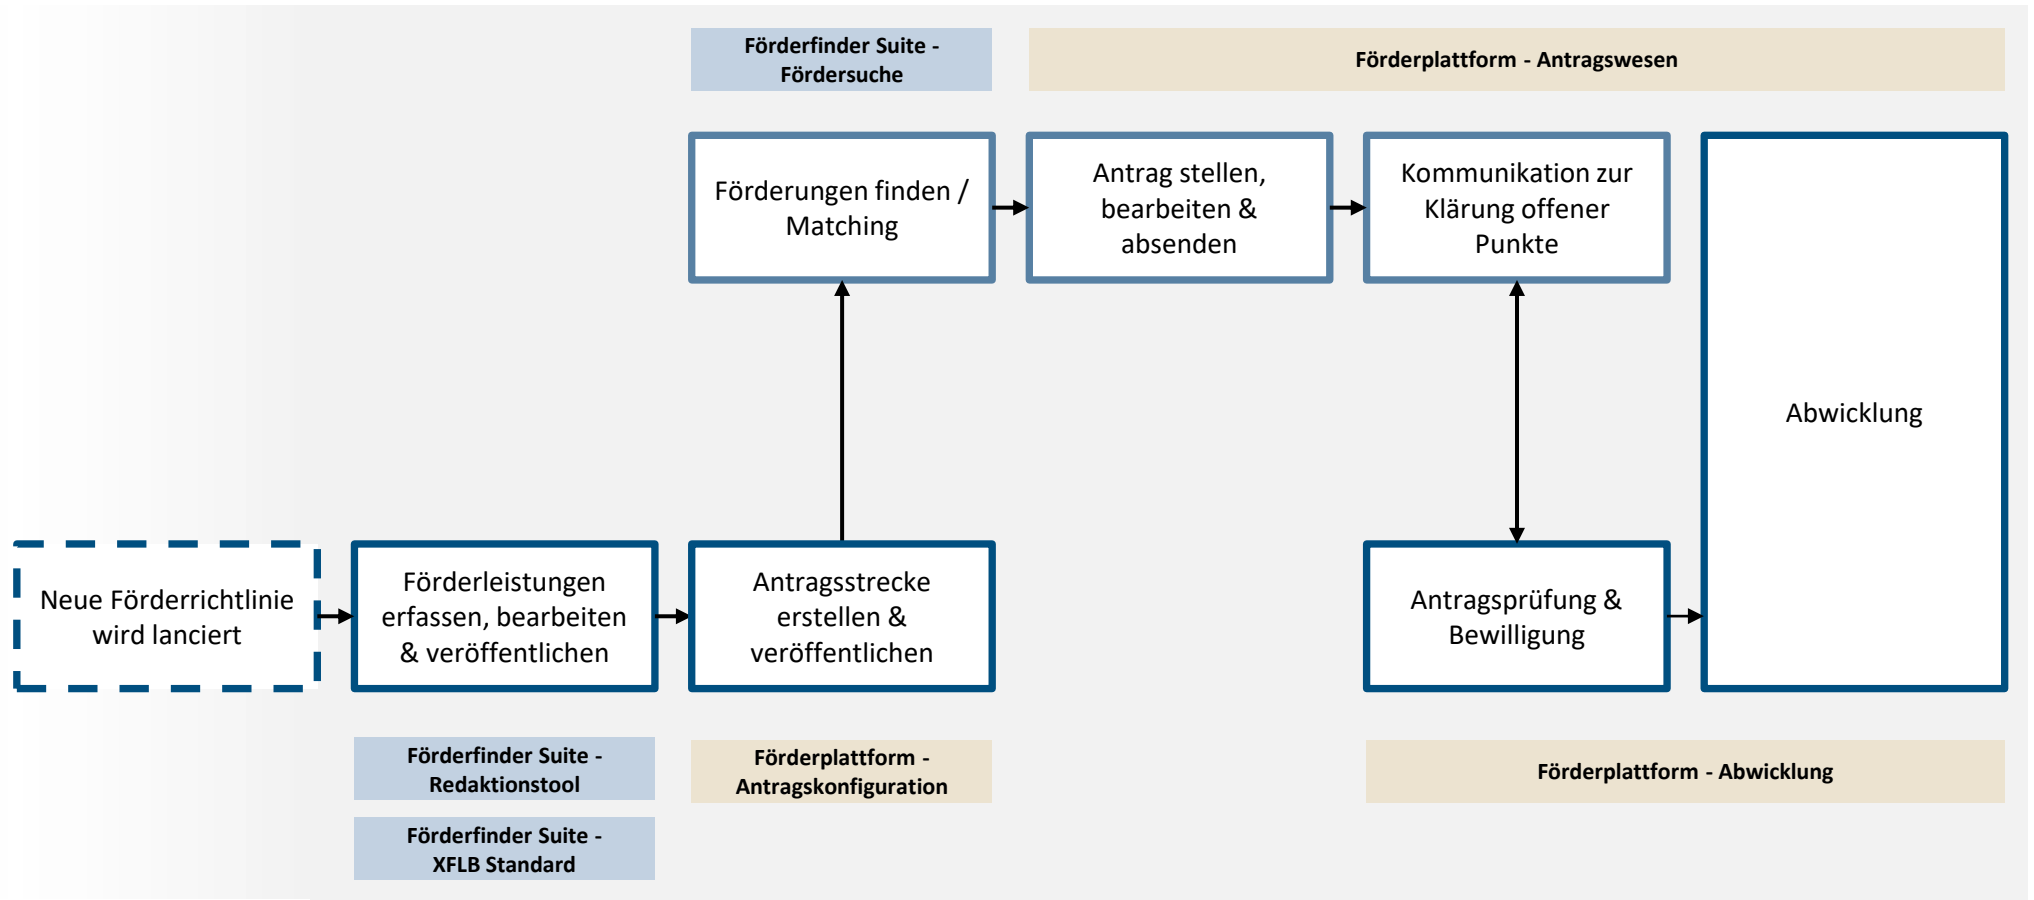 Förderfinder Suite -
Fördersuche
Förderplattform - Antragswesen
Förderungen finden /
Matching
Antrag stellen,
bearbeiten &
absenden
Kommunikation zur
Klärung offener
Punkte
Abwicklung
Neue Förderrichtlinie
wird lanciert
Förderleistungen
erfassen, bearbeiten
& veröffentlichen
Antragsstrecke
erstellen &
veröffentlichen
Antragsprüfung &
Bewilligung
Förderfinder Suite -
Redaktionstool
Förderplattform -
Antragskonfiguration
Förderplattform - Abwicklung
Förderfinder Suite -
XFLB Standard